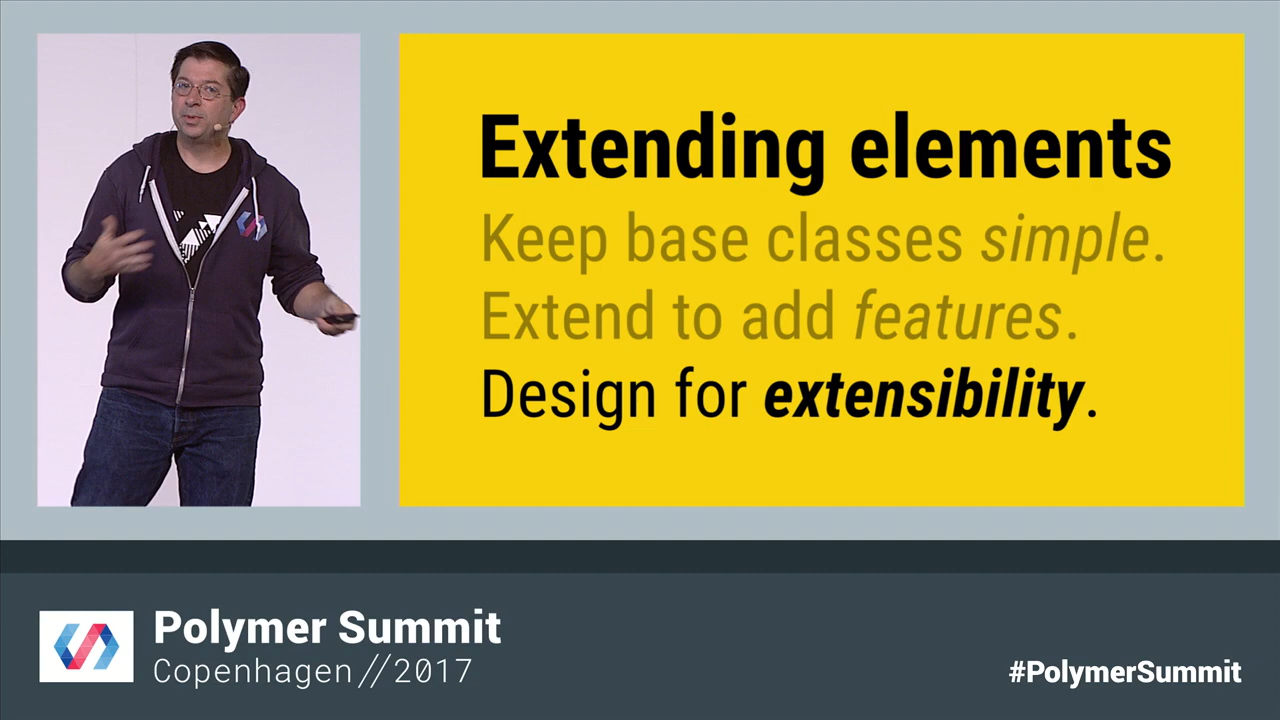 Extending elements
Keep base classes simple.
Extend to add features.
Design for extensibility.
Polymer Summit
Copenhagen//2017
#PolymerSummit